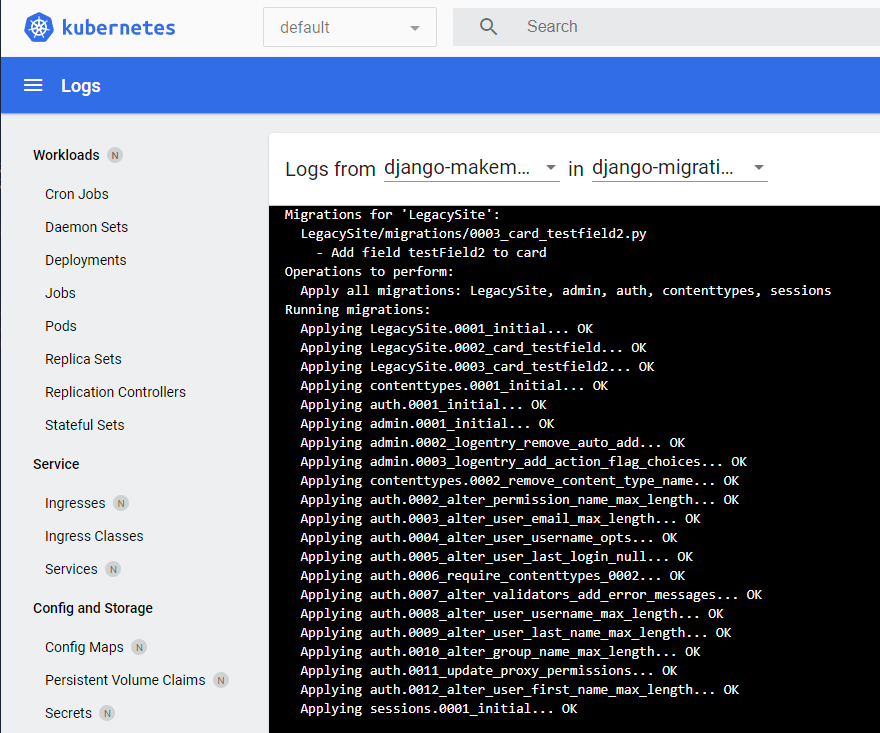 kubernetes
default
Search
Logs
Workloads N
Cron Jobs
Daemon Sets
Deployments
Jobs
Pods
Replica Sets
Replication Controllers
Stateful Sets
Service
Ingresses N
Ingress Classes
Services N
Config and Storage
Config Maps N
Persistent Volume Claims N
Secrets N
Logs from django-makem... in django-migrati...
Migrations for 'LegacySite':
LegacySite/migrations/0003_card_testfield2.py
- Add field testField2 to card
Operations to perform:
Apply all migrations: LegacySite, admin, auth, contenttypes, sessions
Running migrations:
Applying LegacySite.0001_initial... OK
Applying LegacySite.0002_card_testfield... OK
Applying LegacySite.0003_card_testfield2... OK
Applying contenttypes.0001_initial... OK
Applying auth.0001_initial... OK
Applying admin.0001_initial... OK
Applying admin.0002_logentry_remove_auto_add... OK
Applying admin.0003_logentry_add_action_flag_choices... OK
Applying contenttypes.0002_remove_content_type_name... OK
Applying auth.0002_alter_permission_name_max_length... OK
Applying auth.0003_alter_user_email_max_length... OK
Applying auth.0004_alter_user_username_opts... OK
Applying auth.0005_alter_user_last_login_null... OK
Applying auth.0006_require_contenttypes_0002... OK
Applying auth.0007_alter_validators_add_error_messages... OK
Applying auth.0008_alter_user_username_max_length... OK
Applying auth.0009_alter_user_last_name_max_length... OK
Applying auth.0010_alter_group_name_max_length... OK
Applying auth.0011_update_proxy_permissions... OK
Applying auth.0012_alter_user_first_name_max_length... OK
Applying sessions.0001_initial... OK